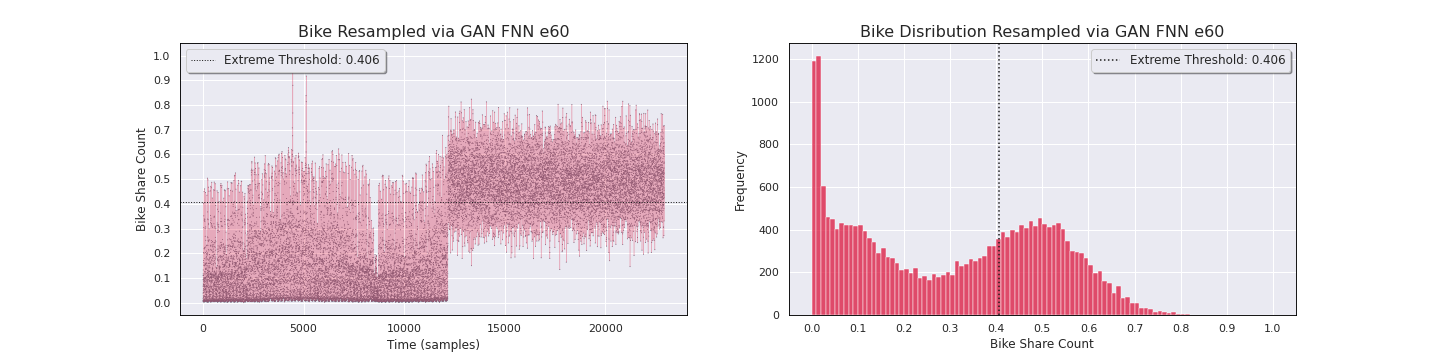 Bike Resampled via GAN FNN e60
Extreme Threshold: 0.406
1.0
0.9
0.8
0.7
0.6
0.5
0.4
0.3
0.2
0.1
0.0
Bike Share Count
0 5000 10000 15000 20000
Time (samples)
Bike Disribution Resampled via GAN FNN e60
Extreme Threshold: 0.406
1200
1000
800
600
400
200
0
Frequency
0.0 0.1 0.2 0.3 0.4 0.5 0.6 0.7 0.8 0.9 1.0
Bike Share Count